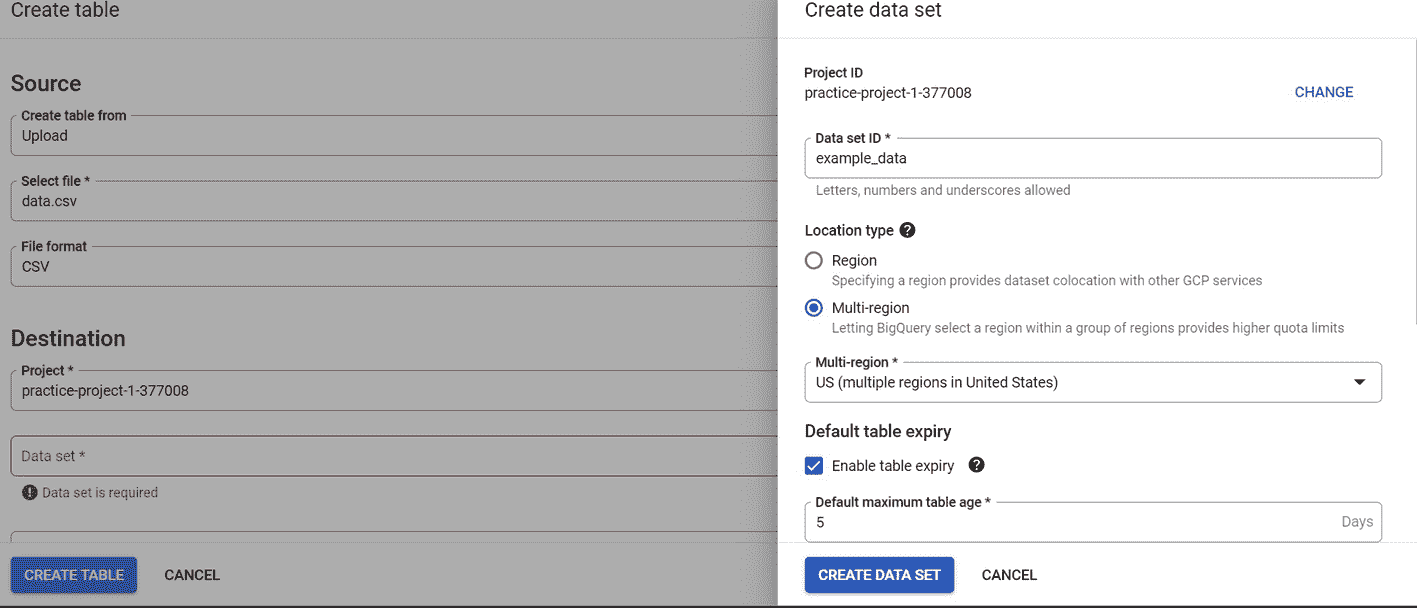 Create table
Source
Create table from
Upload
Select file *
data.csv
File format
CSV
Destination
Project *
practice-project-1-377008
Data set *
Data set is required
CREATE TABLE
CANCEL
Create data set
Project ID
practice-project-1-377008
CHANGE
Data set ID *
example_data
Letters, numbers and underscores allowed
Location type
Region
Specifying a region provides dataset colocation with other GCP services
Multi-region
Letting BigQuery select a region within a group of regions provides higher quota limits
Multi-region *
US (multiple regions in United States)
Default table expiry
Enable table expiry
Default maximum table age *
5
Days
CREATE DATA SET
CANCEL